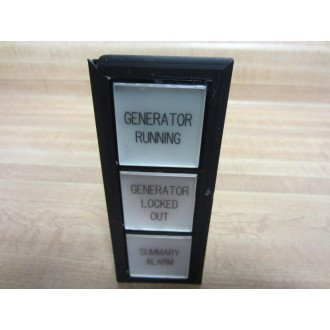 GENERATOR
RUNNING
GENERATOR
LOCKED
OUT
SUMMARY
ALARM